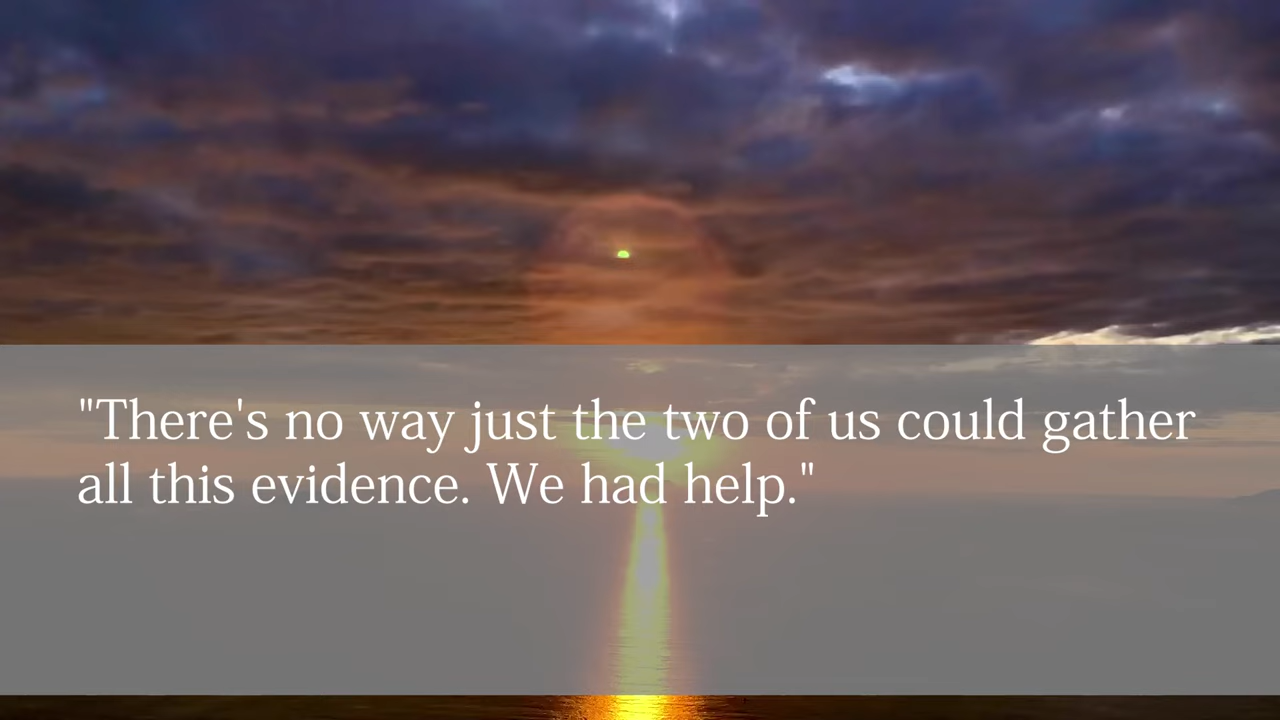 "There's no way just the two of us could gather
all this evidence. We had help."